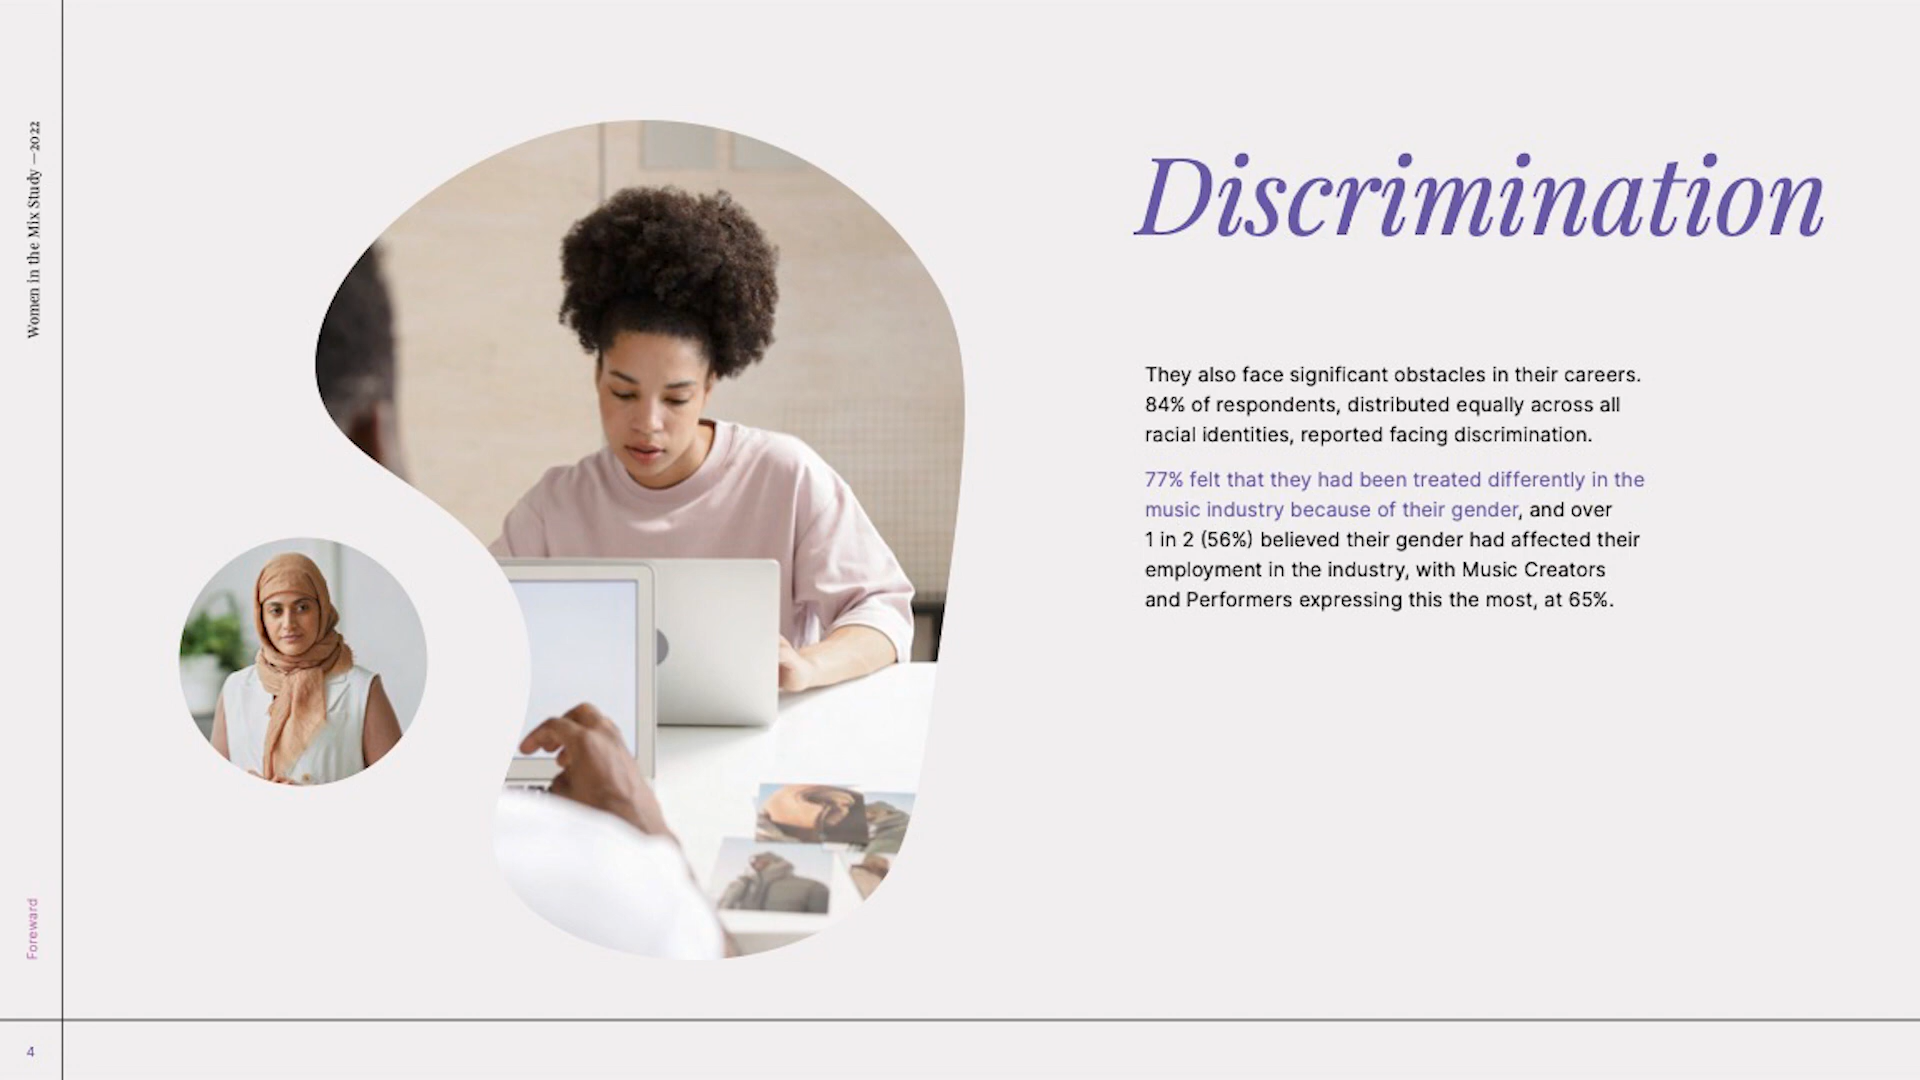 Women in the Mix Study —2022
Discrimination
They also face significant obstacles in their careers.
84% of respondents, distributed equally across all
racial identities, reported facing discrimination.
77% felt that they had been treated differently in the
music industry because of their gender, and over
1 in 2 (56%) believed their gender had affected their
employment in the industry, with Music Creators
and Performers expressing this the most, at 65%.
Foreward
4